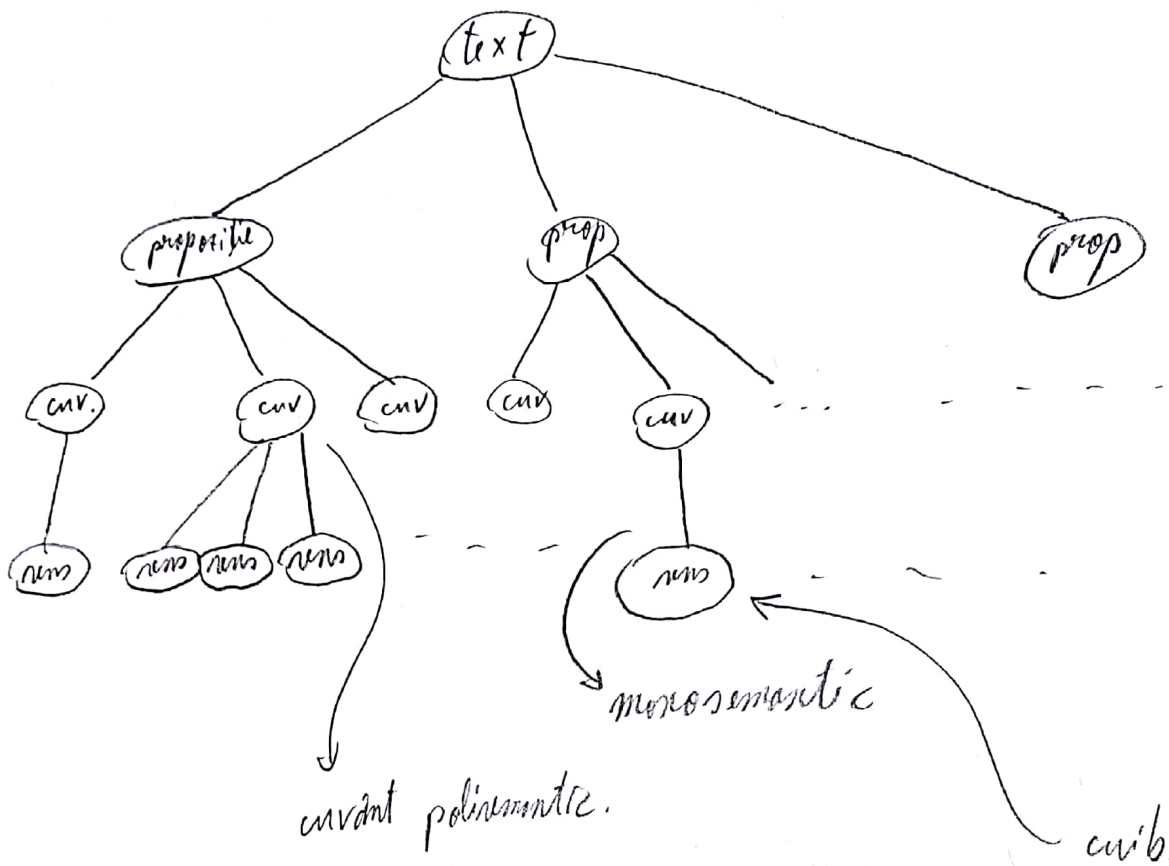 text
propozitie
prop
prop
cuv.
cuv
cuv
cuv
cuv
sens
sens
sens
sens
sens
monosemantic
cuvânt polisemantic.
cuib